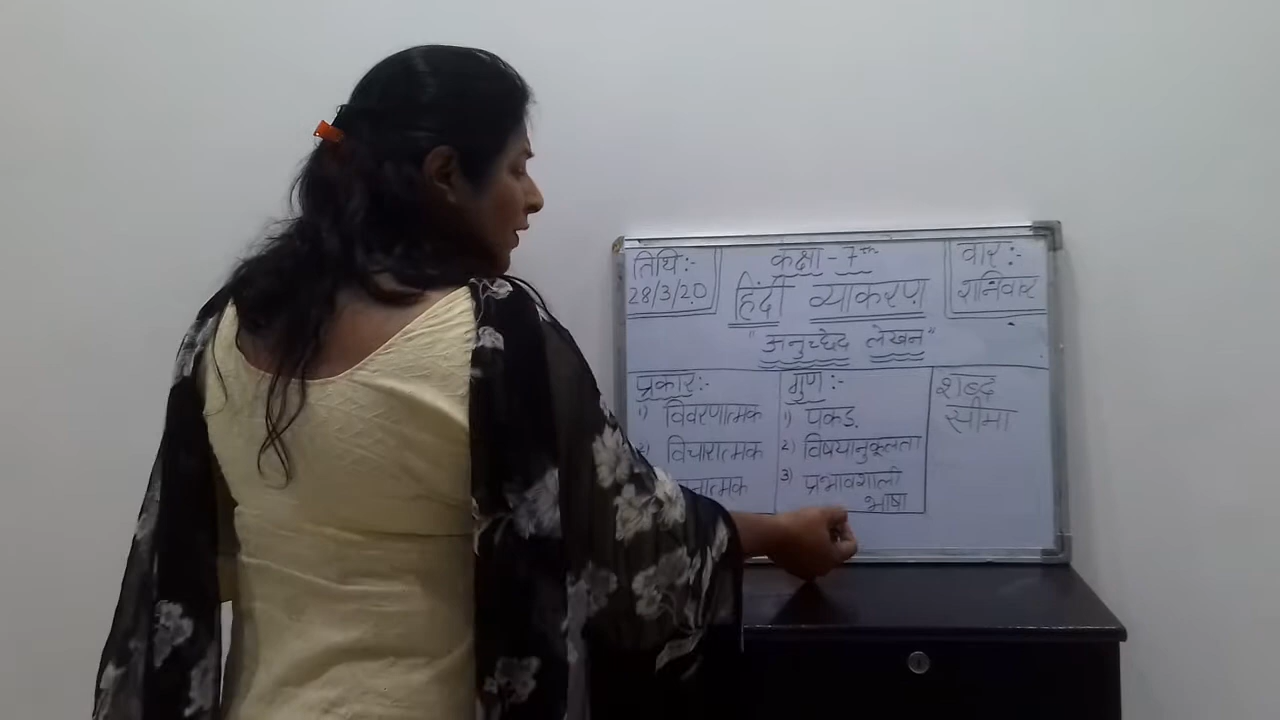 तिथि:-
28/3/20
कक्षा - 7th
हिंदी व्याकरण
"अनुच्छेद लेखन"
वार:-
शनिवार
प्रकार:-
1) विवरणात्मक
2) विचारात्मक
गुण:-
1) पकड़
2) विषयानुकूलता
3) प्रभावशाली
भाषा
शब्द
सीमा